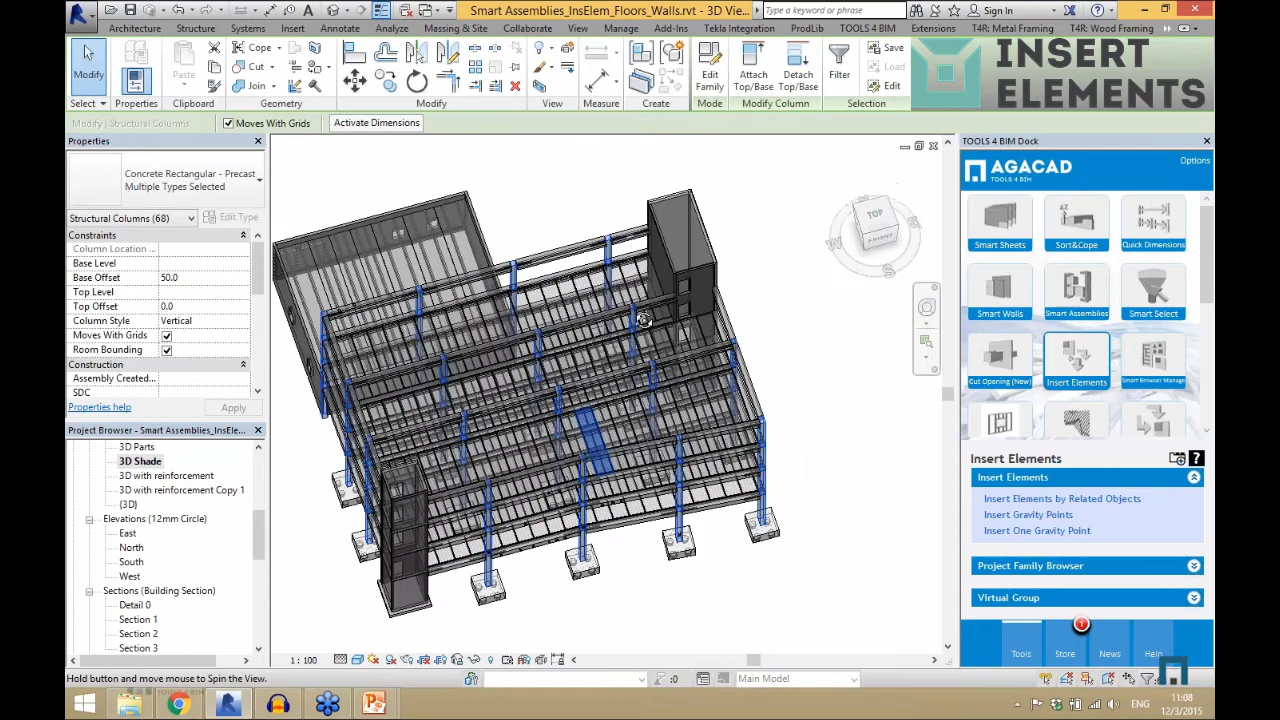 Smart Assemblies_InsElem_Floors_Walls.rvt - 3D Vie...
Type a keyword or phrase
Sign In
Architecture Structure Systems Insert Annotate Analyze Massing & Site Collaborate View Manage Add-Ins Tekla Integration ProdLib TOOLS 4 BIM Extensions T4R: Metal Framing T4R: Wood Framing
INSERT
ELEMENTS
Cope
Cut
Join
Modify
Paste
Edit Family
Attach Top/Base
Detach Top/Base
Filter
Save
Load
Edit
Select Properties Clipboard Geometry Modify View Measure Create Mode Modify Column Selection
Modify | Structural Columns
Moves With Grids
Activate Dimensions
Properties
Concrete Rectangular - Precast
Multiple Types Selected
Structural Columns (68)
Edit Type
Constraints
Column Location ...
Base Level
Base Offset 50.0
Top Level
Top Offset 0.0
Column Style Vertical
Moves With Grids
Room Bounding
Construction
Assembly Created...
SDC
Properties help
Apply
Project Browser - Smart Assemblies_InsEle...
3D Parts
3D Shade
3D with reinforcement
3D with reinforcement Copy 1
{3D}
Elevations (12mm Circle)
East
North
South
West
Sections (Building Section)
Detail 0
Section 1
Section 2
Section 3
TOP
W
E
S
1 : 100
Hold button and move mouse to Spin the View.
:0
Main Model
TOOLS 4 BIM Dock
AGACAD
TOOLS 4 BIM
Options
Smart Sheets
Sort&Cope
Quick Dimensions
Smart Walls
Smart Assemblies
Smart Select
Cut Opening (New)
Insert Elements
Smart Browser Manage
Insert Elements
Insert Elements
Insert Elements by Related Objects
Insert Gravity Points
Insert One Gravity Point
Project Family Browser
Virtual Group
1
Tools
Store
News
Help
ENG
11:08
12/3/2015